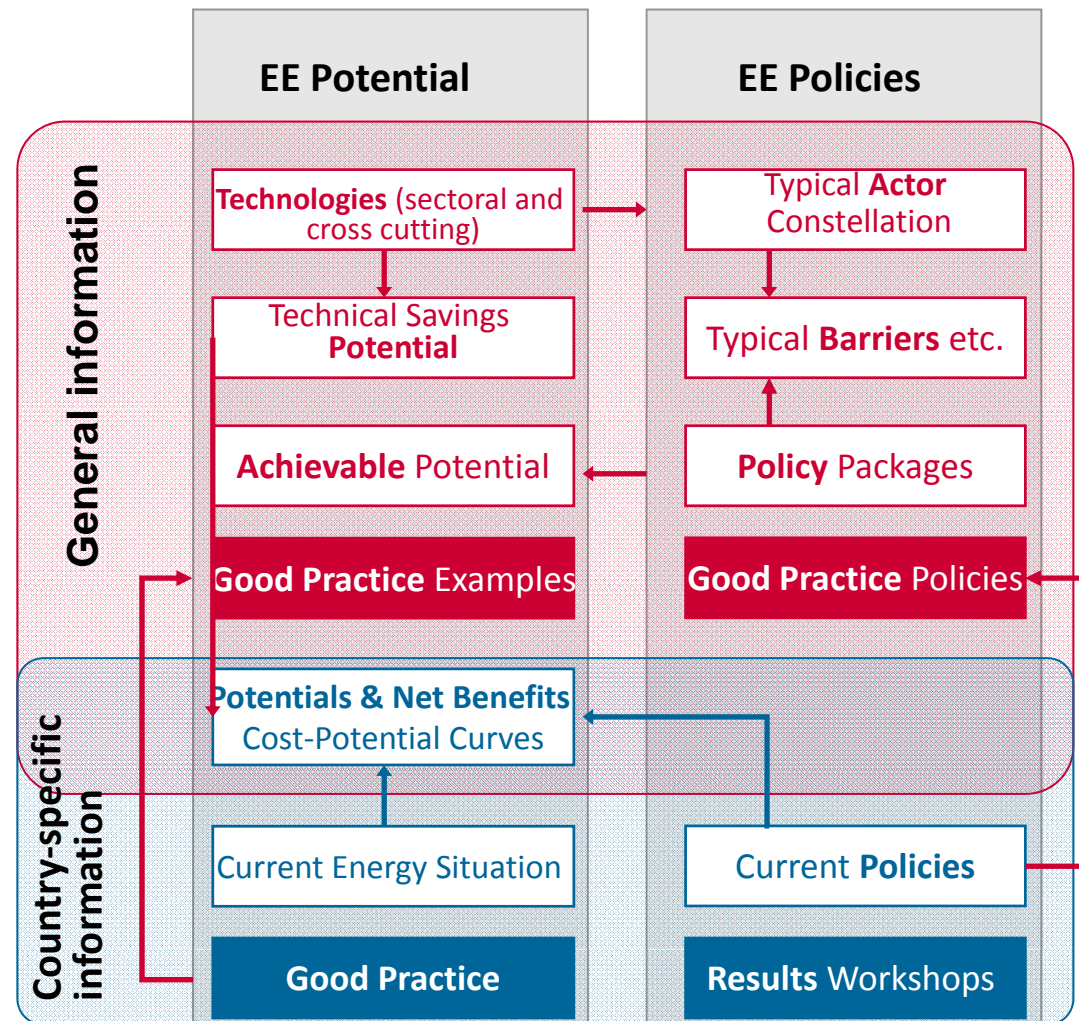 EE Potential
EE Policies
General information
Technologies (sectoral and
cross cutting)
Typical Actor
Constellation
Technical Savings
Potential
Typical Barriers etc.
Achievable Potential
Policy Packages
Good Practice Examples
Good Practice Policies
Country-specific
information
Potentials & Net Benefits
Cost-Potential Curves
Current Energy Situation
Current Policies
Good Practice
Results Workshops